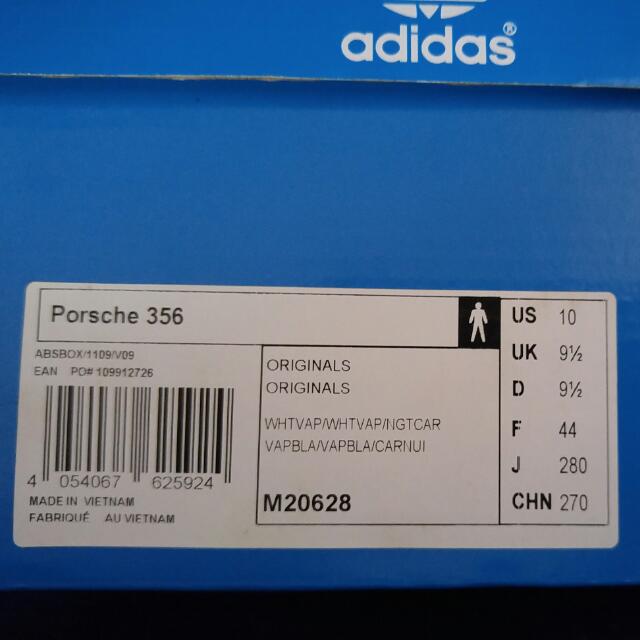 adidas®
Porsche 356
ABSBOX/1109/V09
EAN PO# 109912726
4 054067 625924
MADE IN VIETNAM
FABRIQUÉ AU VIETNAM
ORIGINALS
ORIGINALS
WHTVAP/WHTVAP/NGTCAR
VAPBLA/VAPBLA/CARNUI
M20628
US 10
UK 9½
D 9½
F 44
J 280
CHN 270